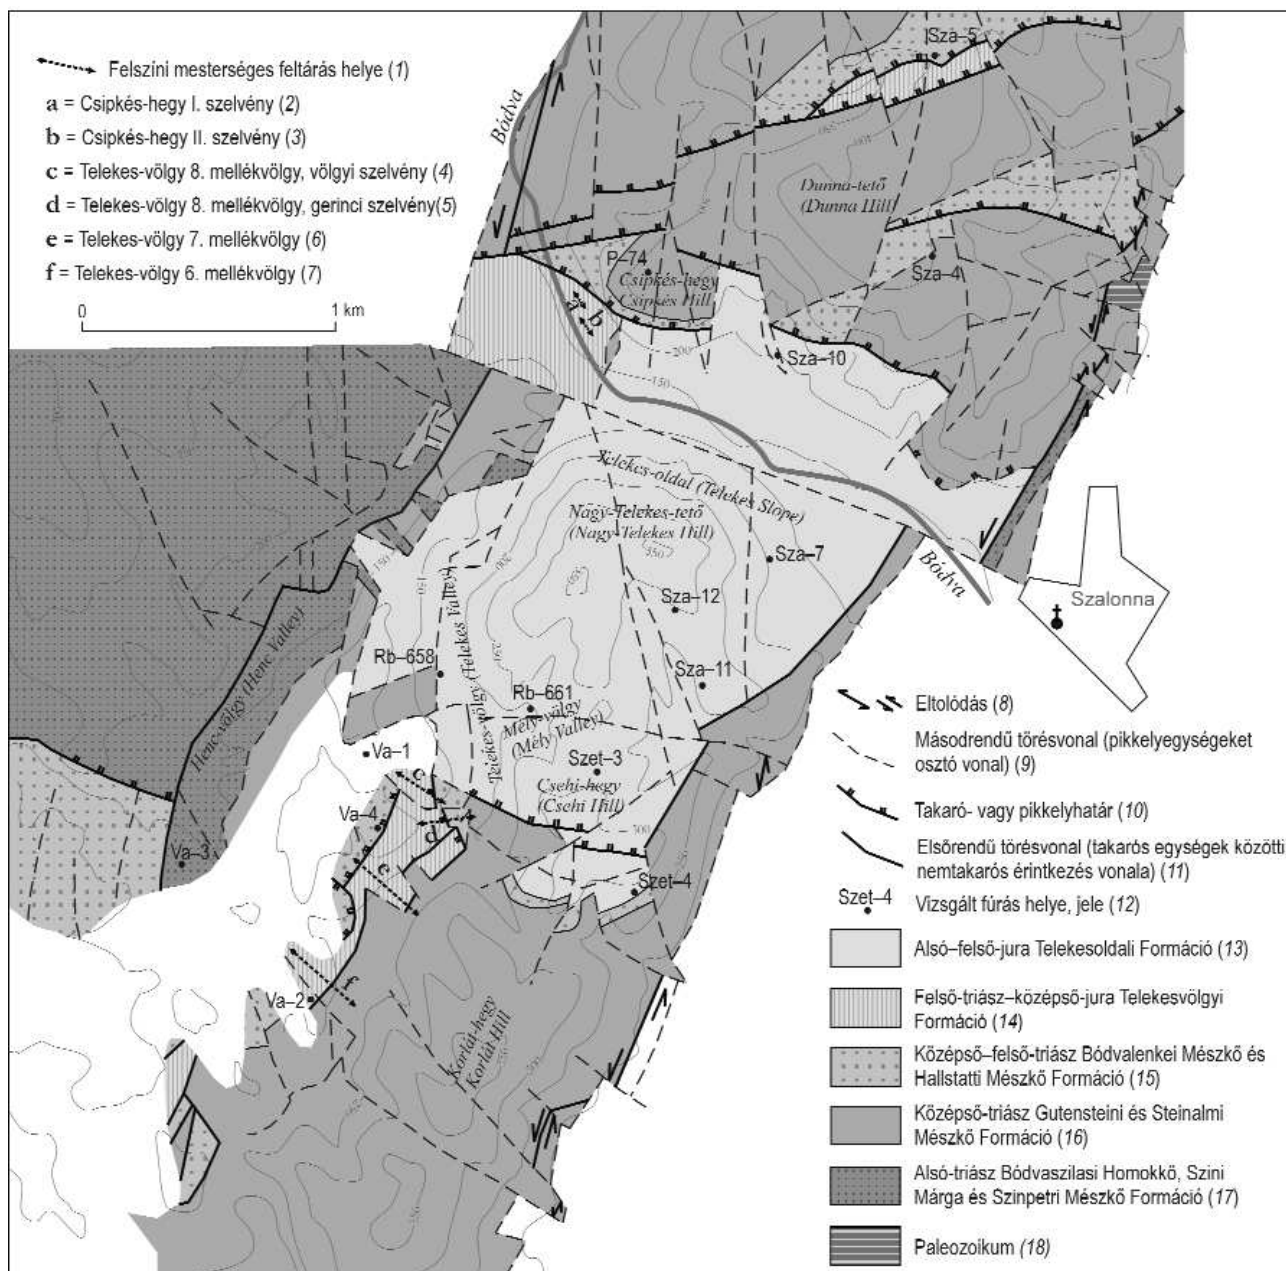 Felszíni mesterséges feltárás helye (1)
a = Csipkés-hegy I. szelvény (2)
b = Csipkés-hegy II. szelvény (3)
c = Telekes-völgy 8. mellékvölgy, völgyi szelvény (4)
d = Telekes-völgy 8. mellékvölgy, gerinci szelvény(5)
e = Telekes-völgy 7. mellékvölgy (6)
f = Telekes-völgy 6. mellékvölgy (7)
0 1 km
Bódva
Sza–5
Dunna-tető
(Dunna Hill)
Sza–4
P–74
Csipkés-hegy
Csipkés Hill
a
b
Sza–10
200
150
Telekes-oldal (Telekes Slope)
Nagy-Telekes-tető
(Nagy-Telekes Hill)
Sza–7
Sza–12
Sza–11
Bódva
Szalonna
Henc-völgy (Henc Valley)
Telekes-völgy (Telekes Valley)
Rb–658
Rb–661
Mély-völgy
(Mély Valley)
Va–1
Szet–3
Csehi-hegy
(Csehi Hill)
300
c
Va–4
d
Va–3
e
Szet–4
Va–2
f
Korlát-hegy
Korlát Hill
Eltolódás (8)
Másodrendű törésvonal (pikkelyegységeket
osztó vonal) (9)
Takaró- vagy pikkelyhatár (10)
Elsőrendű törésvonal (takarós egységek közötti
nemtakarós érintkezés vonala) (11)
Szet–4
Vizsgált fúrás helye, jele (12)
Alsó–felső-jura Telekesoldali Formáció (13)
Felső-triász–középső-jura Telekesvölgyi
Formáció (14)
Középső–felső-triász Bódvalenkei Mészkő és
Hallstatti Mészkő Formáció (15)
Középső-triász Gutensteini és Steinalmi
Mészkő Formáció (16)
Alsó-triász Bódvaszilasi Homokkő, Szini
Márga és Szinpetri Mészkő Formáció (17)
Paleozoikum (18)